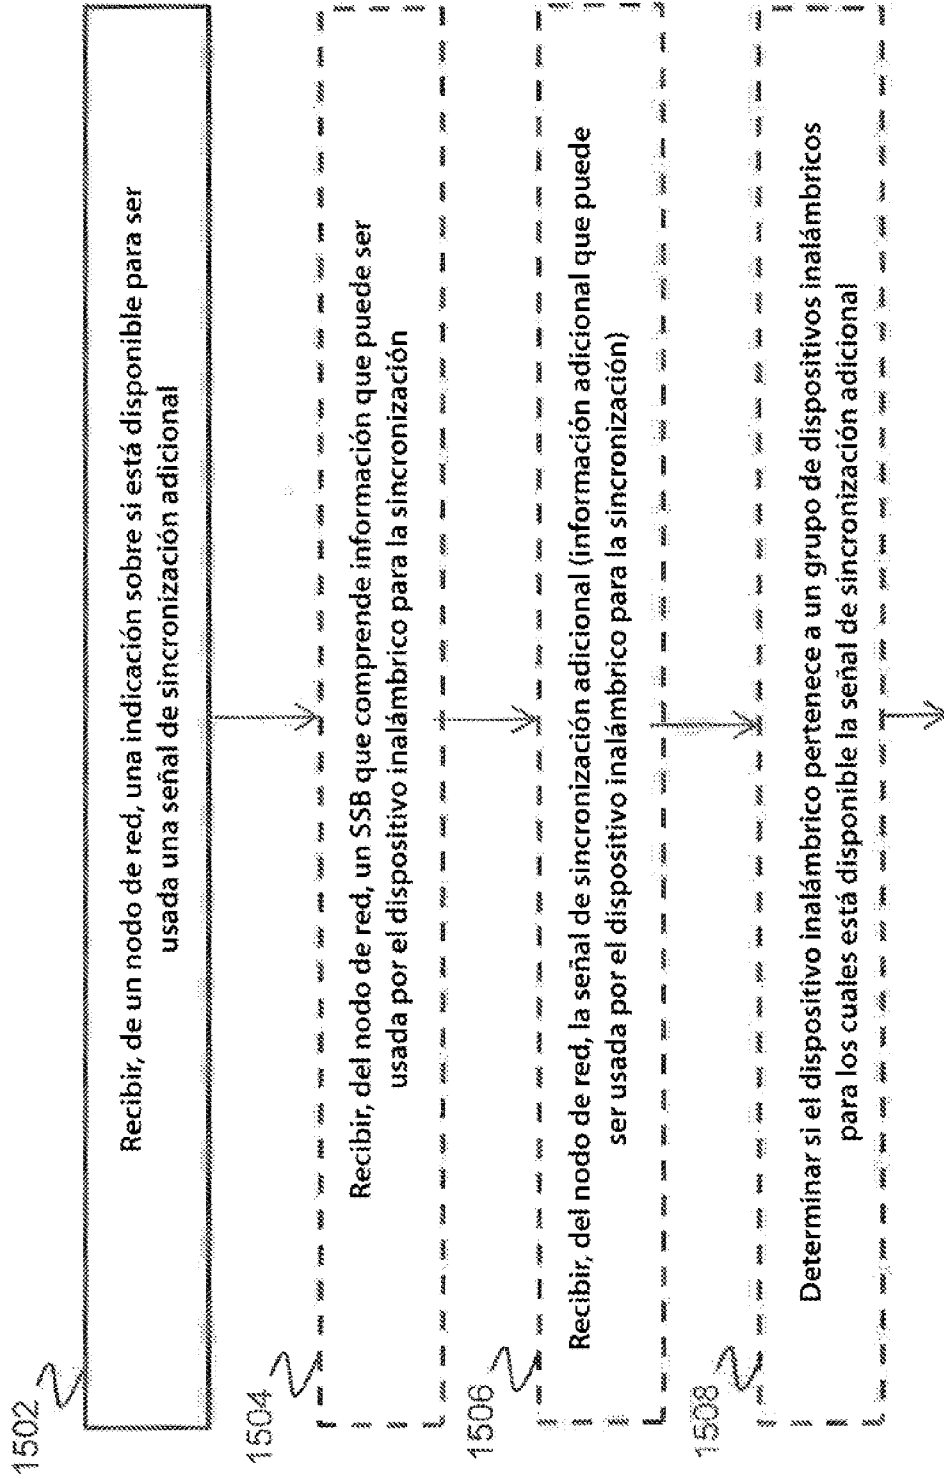 1502
Recibir, de un nodo de red, una indicación sobre si está disponible para ser
usada una señal de sincronización adicional
1504
Recibir, del nodo de red, un SSB que comprende información que puede ser
usada por el dispositivo inalámbrico para la sincronización
1506
Recibir, del nodo de red, la señal de sincronización adicional (información adicional que puede
ser usada por el dispositivo inalámbrico para la sincronización)
1508
Determinar si el dispositivo inalámbrico pertenece a un grupo de dispositivos inalámbricos
para los cuales está disponible la señal de sincronización adicional